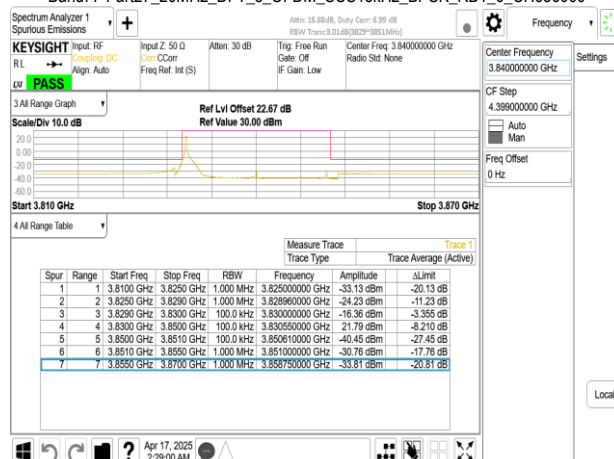 Spectrum Analyzer 1
Spurious Emissions
Attn: 15.68dB, Duty Corr: 6.99 dB
RBW Trans:3.01dB(3829~3851MHz)
Frequency
Settings
KEYSIGHT
RL
PASS
Input: RF
Coupling: DC
Align: Auto
Input Z: 50 Ω
Corr CCorr
Freq Ref: Int (S)
Atten: 30 dB
Trig: Free Run
Gate: Off
IF Gain: Low
Center Freq: 3.840000000 GHz
Radio Std: None
Center Frequency
3.840000000 GHz
CF Step
4.399000000 GHz
Auto
Man
Freq Offset
0 Hz
3 All Range Graph
Scale/Div 10.0 dB
Ref Lvl Offset 22.67 dB
Ref Value 30.00 dBm
20.0
0.00
-20.0
-40.0
-60.0
Start 3.810 GHz
Stop 3.870 GHz
4 All Range Table
Measure Trace Trace 1
Trace Type Trace Average (Active)
Spur Range Start Freq Stop Freq RBW Frequency Amplitude ΔLimit
1 1 3.8100 GHz 3.8250 GHz 1.000 MHz 3.825000000 GHz -33.13 dBm -20.13 dB
2 2 3.8250 GHz 3.8290 GHz 1.000 MHz 3.828960000 GHz -24.23 dBm -11.23 dB
3 3 3.8290 GHz 3.8300 GHz 100.0 kHz 3.830000000 GHz -16.36 dBm -3.355 dB
4 4 3.8300 GHz 3.8500 GHz 100.0 kHz 3.830550000 GHz 21.79 dBm -8.210 dB
5 5 3.8500 GHz 3.8510 GHz 100.0 kHz 3.850610000 GHz -40.45 dBm -27.45 dB
6 6 3.8510 GHz 3.8550 GHz 1.000 MHz 3.851000000 GHz -30.76 dBm -17.76 dB
7 7 3.8550 GHz 3.8700 GHz 1.000 MHz 3.858750000 GHz -33.81 dBm -20.81 dB
Local
Apr 17, 2025
2:29:00 AM